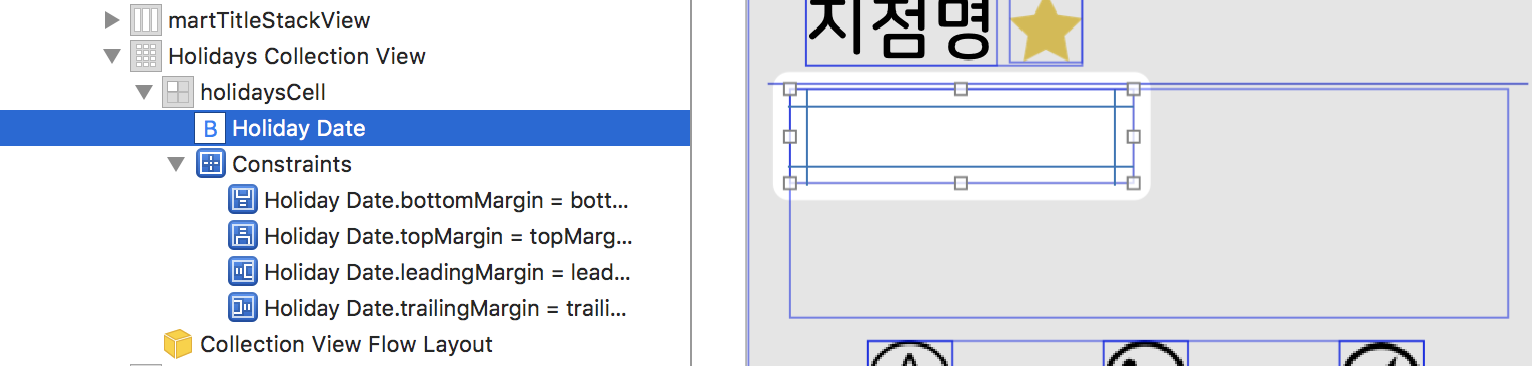 martTitleStackView
Holidays Collection View
holidaysCell
B Holiday Date
Constraints
Holiday Date.bottomMargin = bott...
Holiday Date.topMargin = topMarg...
Holiday Date.leadingMargin = lead...
Holiday Date.trailingMargin = traili...
Collection View Flow Layout
지점명